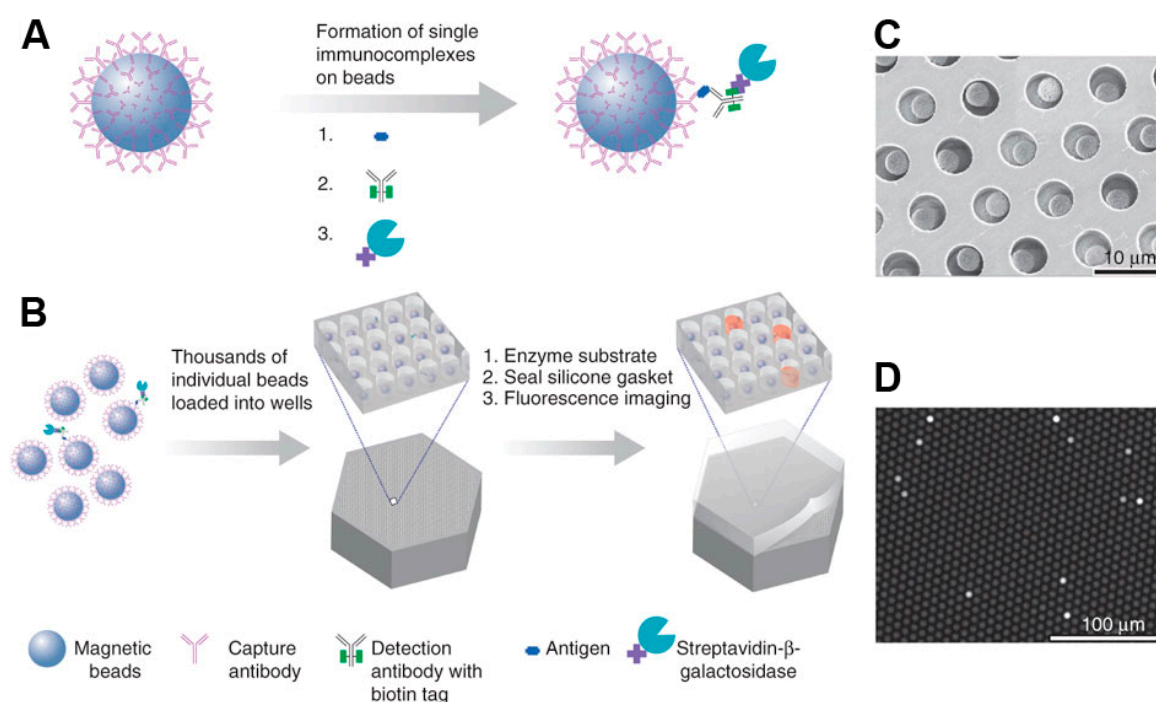 A
Formation of single
immunocomplexes
on beads
1.
2.
3.
B
Thousands of
individual beads
loaded into wells
1. Enzyme substrate
2. Seal silicone gasket
3. Fluorescence imaging
C
10 μm
D
100 μm
Magnetic
beads
Capture
antibody
Detection
antibody with
biotin tag
Antigen
Streptavidin-β-
galactosidase